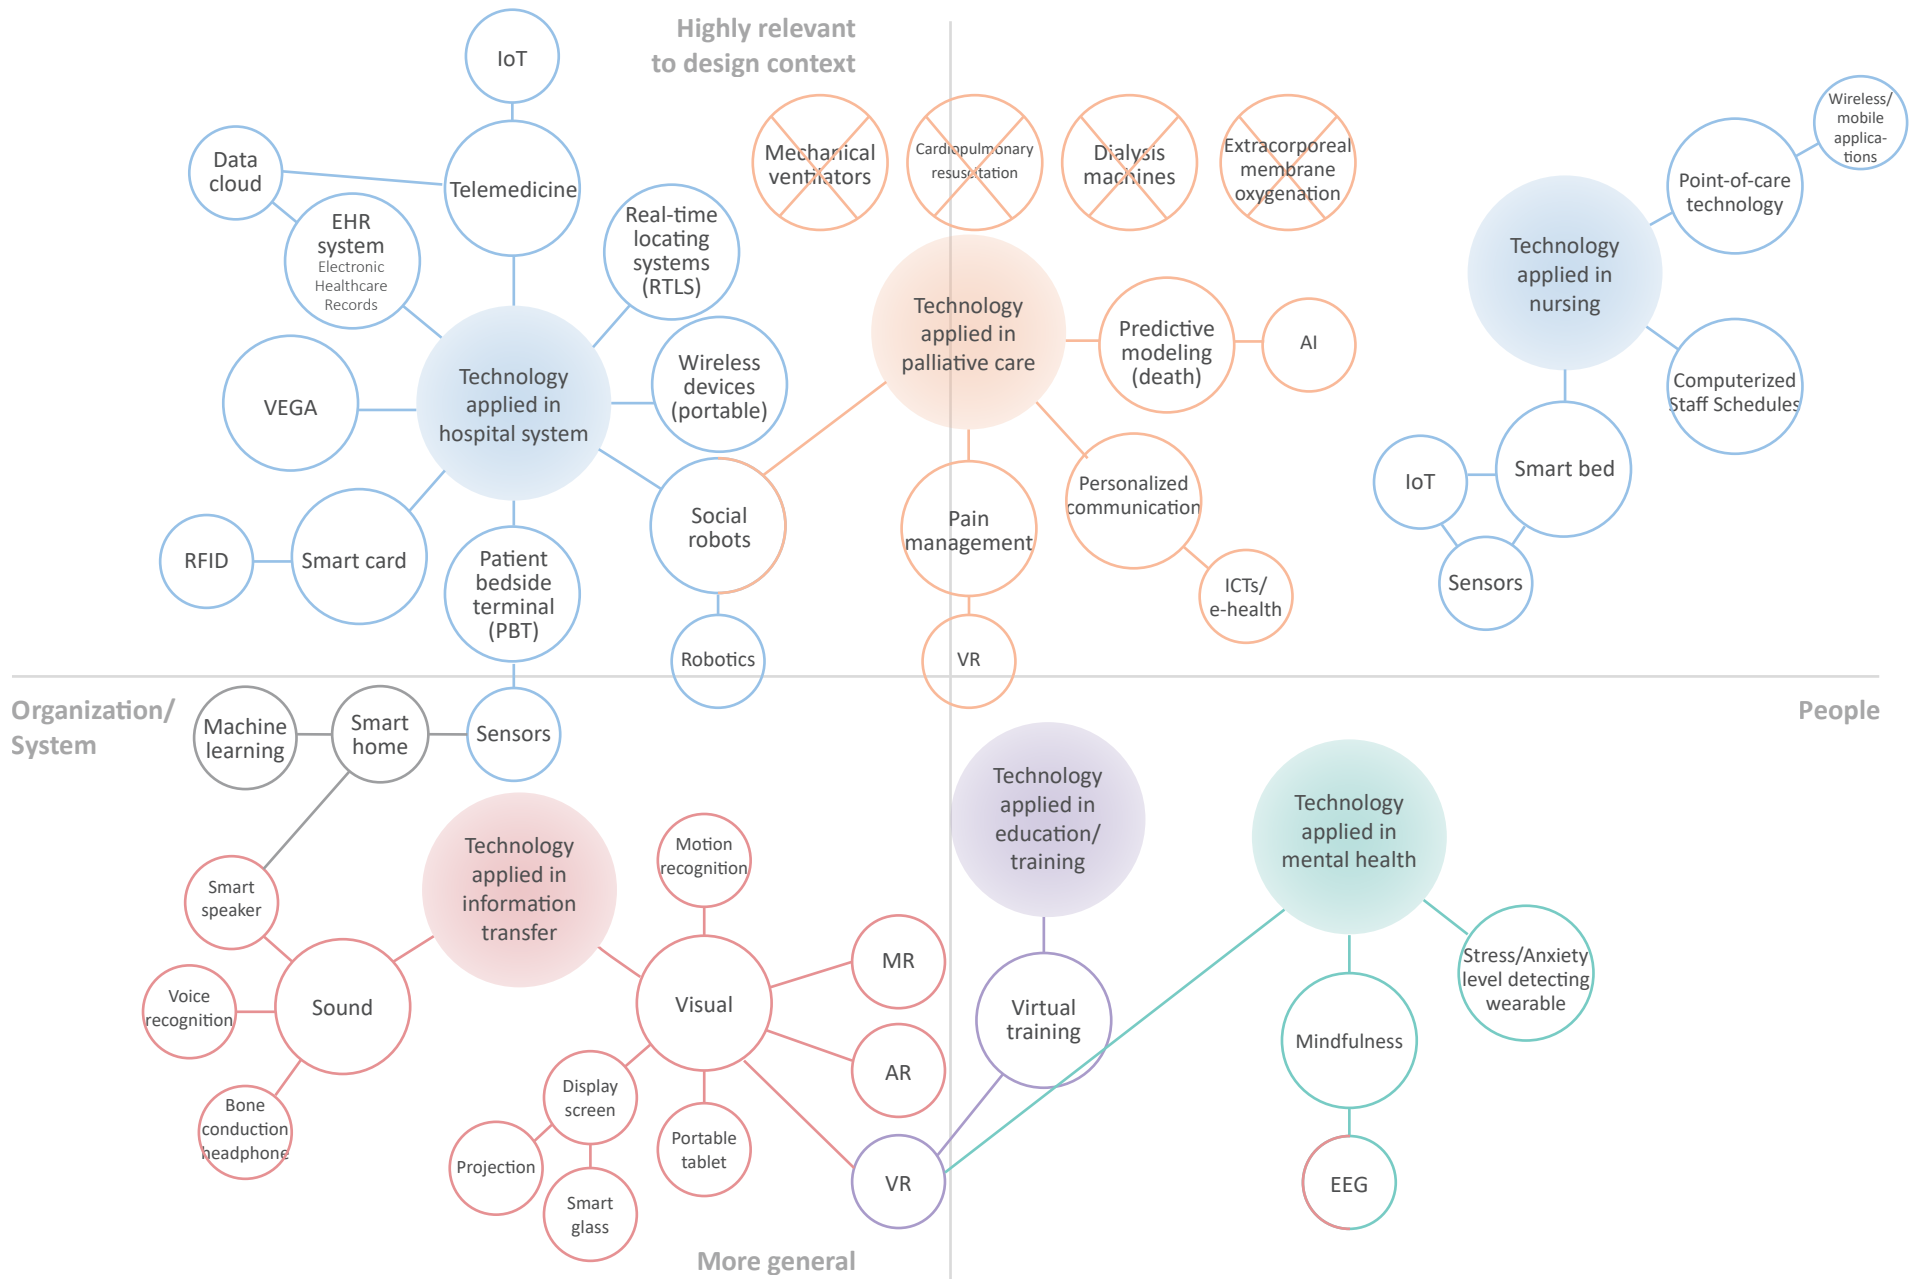 Highly relevant
to design context
IoT
Data
cloud
Telemedicine
EHR
system
Electronic
Healthcare
Records
Real-time
locating
systems
(RTLS)
VEGA
Technology
applied in
hospital system
Wireless
devices
(portable)
RFID
Smart card
Patient
bedside
terminal
(PBT)
Social
robots
Robotics
Mechanical
ventilators
Cardiopulmonary
resuscitation
Dialysis
machines
Extracorporeal
membrane
oxygenation
Technology
applied in
palliative care
Predictive
modeling
(death)
AI
Personalized
communication
Pain
management
ICTs/
e-health
VR
Wireless/
mobile
applica-
tions
Point-of-care
technology
Technology
applied in
nursing
Computerized
Staff Schedules
Smart bed
IoT
Sensors
Organization/
System
People
Machine
learning
Smart
home
Sensors
Technology
applied in
information
transfer
Smart
speaker
Voice
recognition
Sound
Bone
conduction
headphone
Motion
recognition
Visual
MR
AR
VR
Display
screen
Projection
Smart
glass
Portable
tablet
Technology
applied in
education/
training
Virtual
training
Technology
applied in
mental health
Stress/Anxiety
level detecting
wearable
Mindfulness
EEG
More general